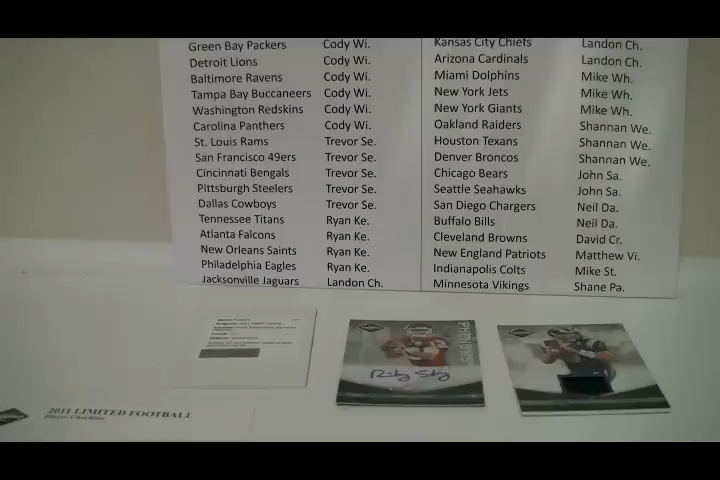 Green Bay Packers Cody Wi.
Detroit Lions Cody Wi.
Baltimore Ravens Cody Wi.
Tampa Bay Buccaneers Cody Wi.
Washington Redskins Cody Wi.
Carolina Panthers Cody Wi.
St. Louis Rams Trevor Se.
San Francisco 49ers Trevor Se.
Cincinnati Bengals Trevor Se.
Pittsburgh Steelers Trevor Se.
Dallas Cowboys Trevor Se.
Tennessee Titans Ryan Ke.
Atlanta Falcons Ryan Ke.
New Orleans Saints Ryan Ke.
Philadelphia Eagles Ryan Ke.
Jacksonville Jaguars Landon Ch.
Kansas City Chiefs Landon Ch.
Arizona Cardinals Landon Ch.
Miami Dolphins Mike Wh.
New York Jets Mike Wh.
New York Giants Mike Wh.
Oakland Raiders Shannan We.
Houston Texans Shannan We.
Denver Broncos Shannan We.
Chicago Bears John Sa.
Seattle Seahawks John Sa.
San Diego Chargers Neil Da.
Buffalo Bills Neil Da.
Cleveland Browns David Cr.
New England Patriots Matthew Vi.
Indianapolis Colts Mike St.
Minnesota Vikings Shane Pa.
PHENOMS
2011 LIMITED FOOTBALL
Player Checklist